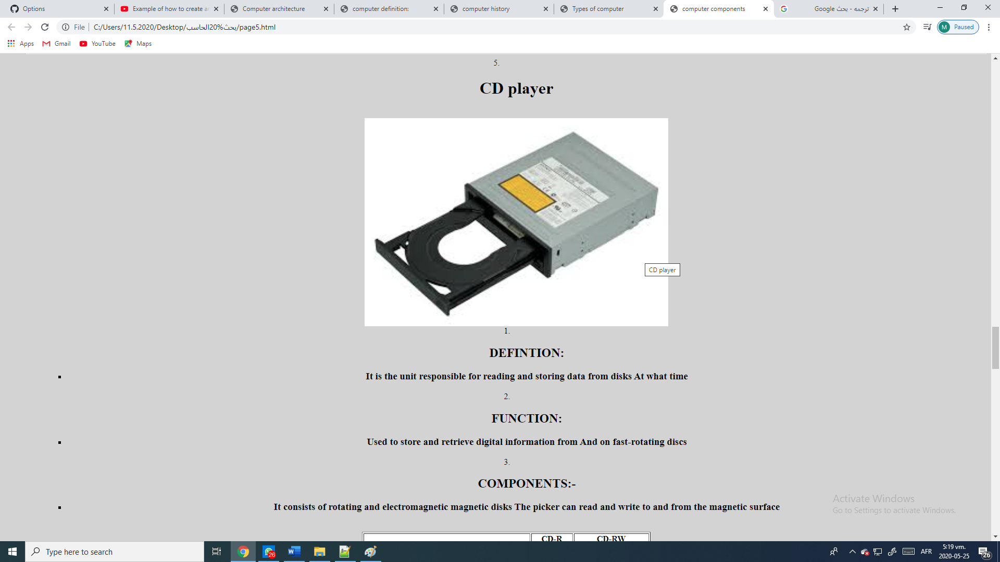 Options
Example of how to create a
Computer architecture
computer definition:
computer history
Types of computer
computer components
ترجمه - بحث Google
File
C:/Users/11.5.2020/Desktop/بحث%20الحاسب/page5.html
M
Paused
Apps
Gmail
YouTube
Maps
5.
CD player
CD player
1.
DEFINTION:
It is the unit responsible for reading and storing data from disks At what time
2.
FUNCTION:
Used to store and retrieve digital information from And on fast-rotating discs
3.
COMPONENTS:-
It consists of rotating and electromagnetic magnetic disks The picker can read and write to and from the magnetic surface
CD-R
CD-RW
Activate Windows
Go to Settings to activate Windows.
Type here to search
26
AFR
5:19 vm.
2020-05-25
26